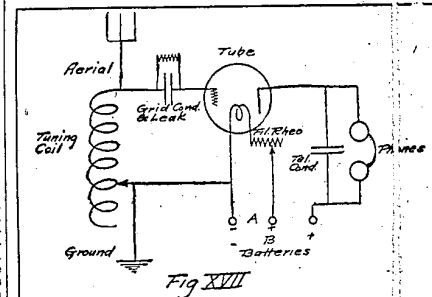 Tube
Aerial
Grid Cond.
& Leak
Fil. Rheo
Tuning
Coil
Tel.
Cond.
Phones
- A +
- B +
Batteries
Ground
Fig XVII